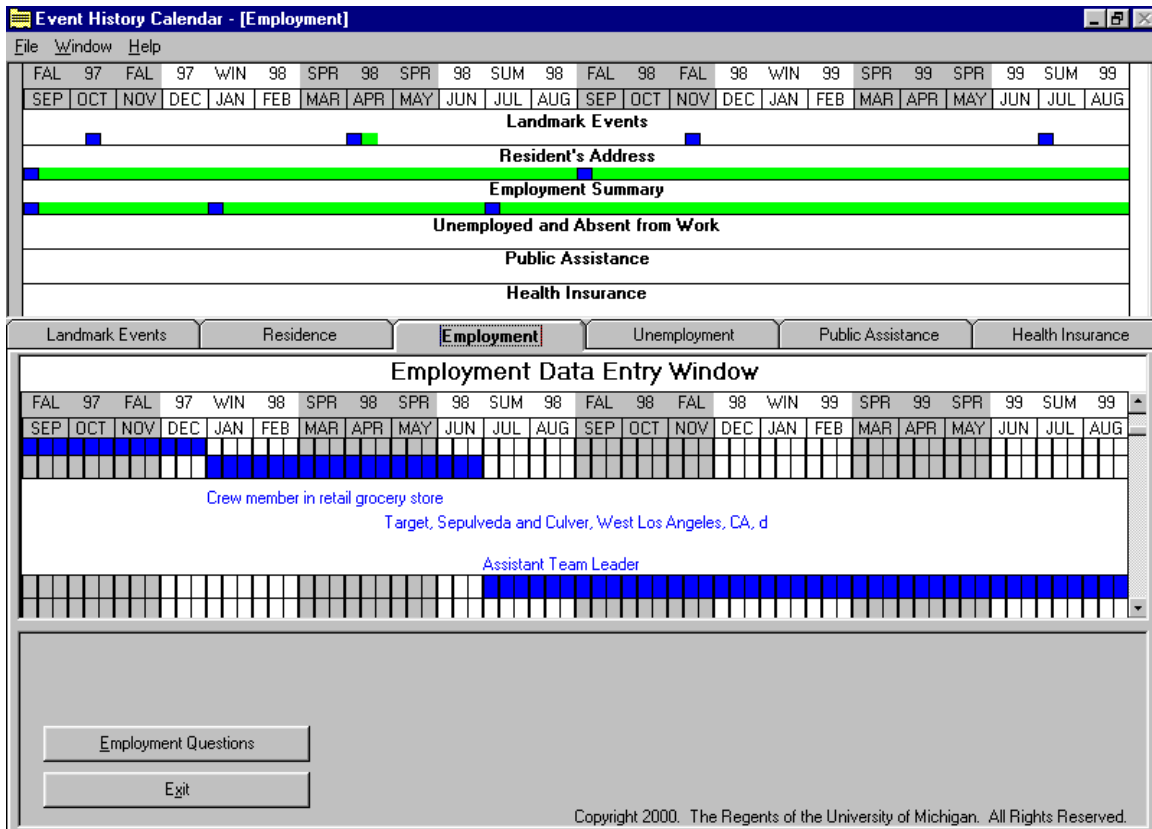 Event History Calendar - [Employment]
File Window Help
FAL 97 FAL 97 WIN 98 SPR 98 SPR 98 SUM 98 FAL 98 FAL 98 WIN 99 SPR 99 SPR 99 SUM 99
SEP OCT NOV DEC JAN FEB MAR APR MAY JUN JUL AUG SEP OCT NOV DEC JAN FEB MAR APR MAY JUN JUL AUG
Landmark Events
Resident's Address
Employment Summary
Unemployed and Absent from Work
Public Assistance
Health Insurance
Landmark Events Residence Employment Unemployment Public Assistance Health Insurance
Employment Data Entry Window
FAL 97 FAL 97 WIN 98 SPR 98 SPR 98 SUM 98 FAL 98 FAL 98 WIN 99 SPR 99 SPR 99 SUM 99
SEP OCT NOV DEC JAN FEB MAR APR MAY JUN JUL AUG SEP OCT NOV DEC JAN FEB MAR APR MAY JUN JUL AUG
Crew member in retail grocery store
Target, Sepulveda and Culver, West Los Angeles, CA, d
Assistant Team Leader
Employment Questions
Exit
Copyright 2000. The Regents of the University of Michigan. All Rights Reserved.